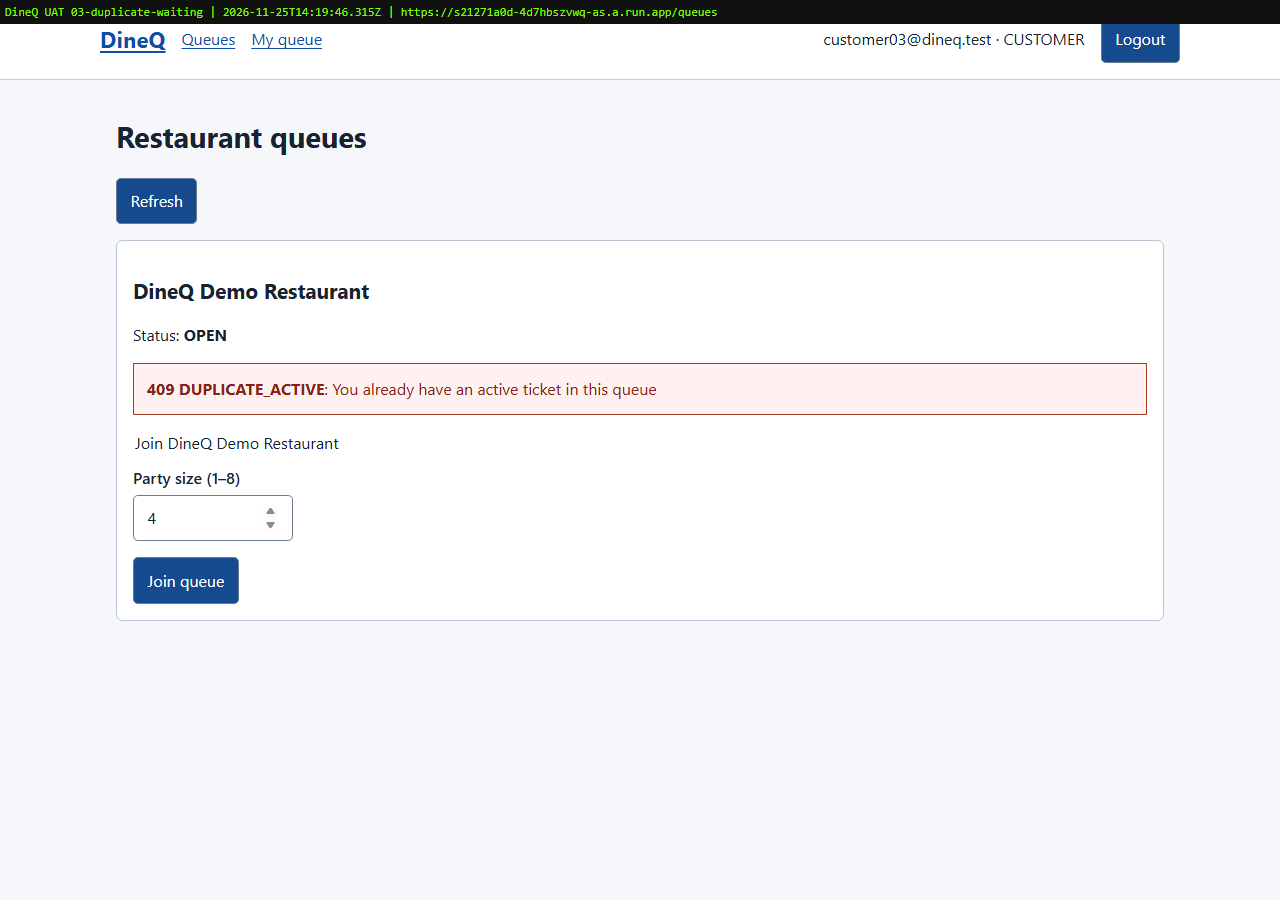 DineQ UAT 03-duplicate-waiting | 2026-11-25T14:19:46.315Z | https://s21271a0d-4d7hbszvwq-as.a.run.app/queues
DineQ Queues My queue customer03@dineq.test · CUSTOMER Logout
Restaurant queues
Refresh
DineQ Demo Restaurant
Status: OPEN
409 DUPLICATE_ACTIVE: You already have an active ticket in this queue
Join DineQ Demo Restaurant
Party size (1–8)
4
Join queue